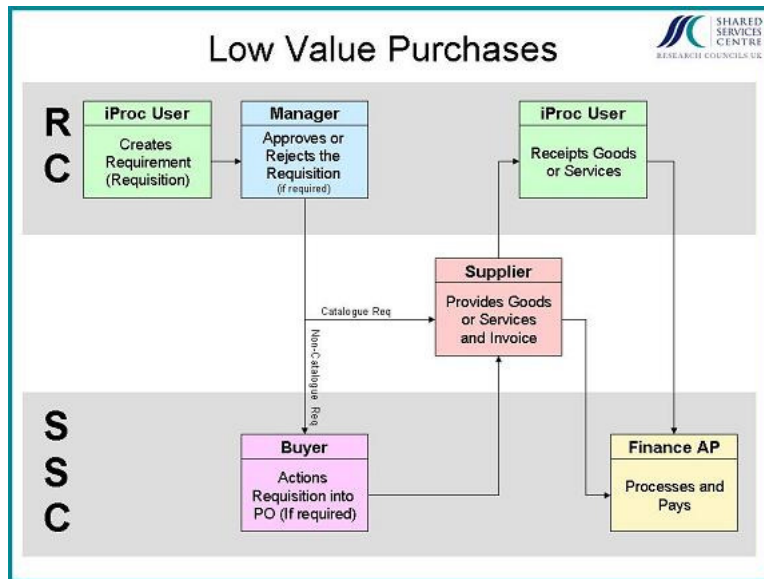 Low Value Purchases
SHARED
SERVICES
CENTRE
RESEARCH COUNCILS UK
R
C
iProc User
Creates
Requirement
(Requisition)
Manager
Approves or
Rejects the
Requisition
(if required)
iProc User
Receipts Goods
or Services
Supplier
Provides Goods
or Services
and Invoice
Catalogue Req
Non-Catalogue Req
S
S
C
Buyer
Actions
Requisition into
PO (If required)
Finance AP
Processes and
Pays